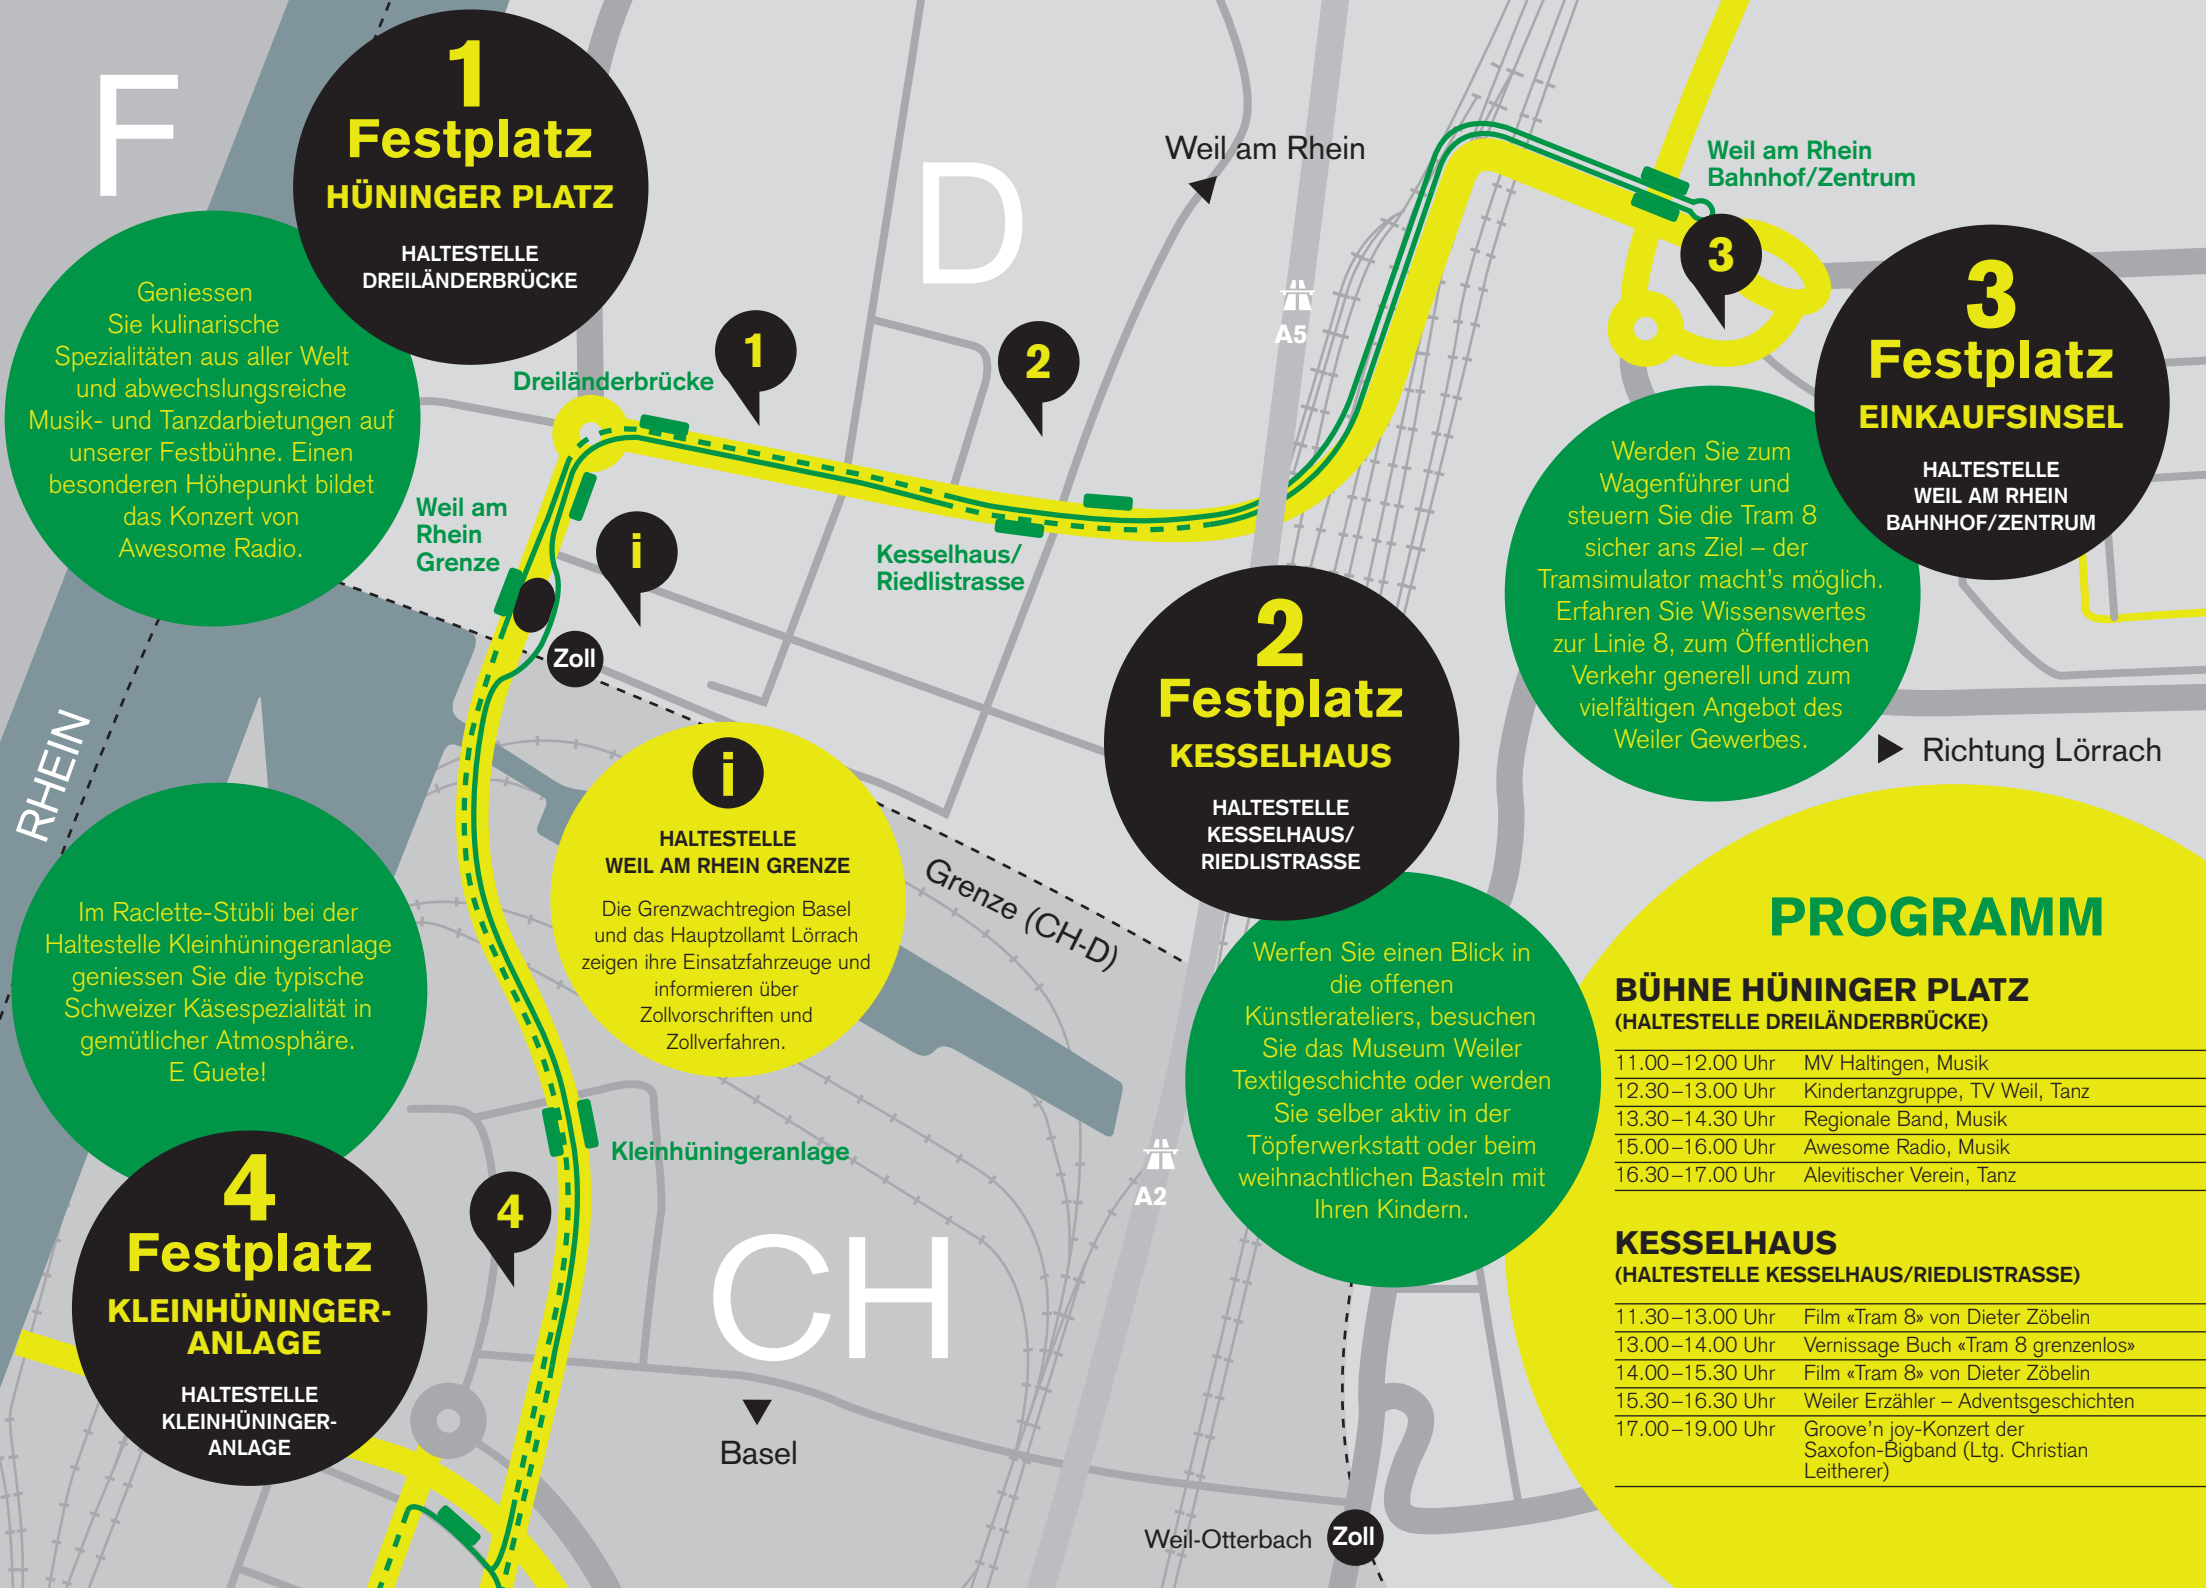 F
1
Festplatz
HÜNINGER PLATZ
HALTESTELLE
DREILÄNDERBRÜCKE
Geniessen
Sie kulinarische
Spezialitäten aus aller Welt
und abwechslungsreiche
Musik- und Tanzdarbietungen auf
unserer Festbühne. Einen
besonderen Höhepunkt bildet
das Konzert von
Awesome Radio.
D
Weil am Rhein
A5
Weil am Rhein
Bahnhof/Zentrum
3
3
Festplatz
EINKAUFSINSEL
HALTESTELLE
WEIL AM RHEIN
BAHNHOF/ZENTRUM
Werden Sie zum
Wagenführer und
steuern Sie die Tram 8
sicher ans Ziel – der
Tramsimulator macht's möglich.
Erfahren Sie Wissenswertes
zur Linie 8, zum Öffentlichen
Verkehr generell und zum
vielfältigen Angebot des
Weiler Gewerbes.
Richtung Lörrach
Dreiländerbrücke
1
2
Weil am
Rhein
Grenze
i
Kesselhaus/
Riedlistrasse
Zoll
RHEIN
2
Festplatz
KESSELHAUS
HALTESTELLE
KESSELHAUS/
RIEDLISTRASSE
Werfen Sie einen Blick in
die offenen
Künstlerateliers, besuchen
Sie das Museum Weiler
Textilgeschichte oder werden
Sie selber aktiv in der
Töpferwerkstatt oder beim
weihnachtlichen Basteln mit
Ihren Kindern.
i
HALTESTELLE
WEIL AM RHEIN GRENZE
Die Grenzwachtregion Basel
und das Hauptzollamt Lörrach
zeigen ihre Einsatzfahrzeuge und
informieren über
Zollvorschriften und
Zollverfahren.
Grenze (CH-D)
Im Raclette-Stübli bei der
Haltestelle Kleinhüningeranlage
geniessen Sie die typische
Schweizer Käsespezialität in
gemütlicher Atmosphäre.
E Guete!
4
Festplatz
KLEINHÜNINGER-
ANLAGE
HALTESTELLE
KLEINHÜNINGER-
ANLAGE
Kleinhüningeranlage
4
A2
CH
Basel
Weil-Otterbach
Zoll
PROGRAMM
BÜHNE HÜNINGER PLATZ
(HALTESTELLE DREILÄNDERBRÜCKE)
11.00–12.00 Uhr MV Haltingen, Musik
12.30–13.00 Uhr Kindertanzgruppe, TV Weil, Tanz
13.30–14.30 Uhr Regionale Band, Musik
15.00–16.00 Uhr Awesome Radio, Musik
16.30–17.00 Uhr Alevitischer Verein, Tanz
KESSELHAUS
(HALTESTELLE KESSELHAUS/RIEDLISTRASSE)
11.30–13.00 Uhr Film «Tram 8» von Dieter Zöbelin
13.00–14.00 Uhr Vernissage Buch «Tram 8 grenzenlos»
14.00–15.30 Uhr Film «Tram 8» von Dieter Zöbelin
15.30–16.30 Uhr Weiler Erzähler – Adventsgeschichten
17.00–19.00 Uhr Groove'n joy-Konzert der
Saxofon-Bigband (Ltg. Christian
Leitherer)